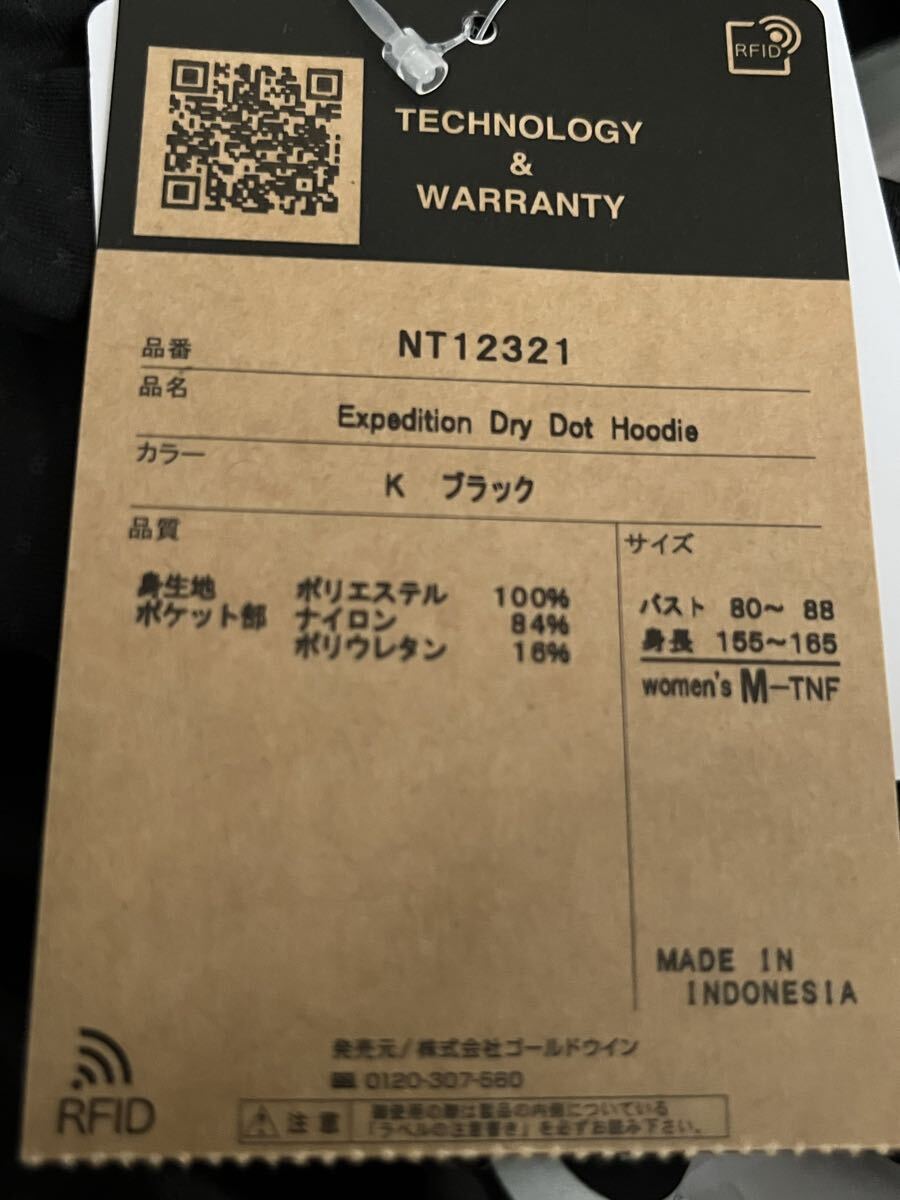 RFID
TECHNOLOGY
&
WARRANTY
品番 NT12321
品名
Expedition Dry Dot Hoodie
カラー
K ブラック
品質
身生地 ポリエステル 100%
ポケット部 ナイロン 84%
ポリウレタン 16%
サイズ
バスト 80～ 88
身長 155～165
women's M-TNF
MADE IN
INDONESIA
発売元/株式会社ゴールドウイン
0120-307-560
RFID
注意
御使用の際は製品の内側についている
「ラベルの注意書き」を必ずお読み下さい。